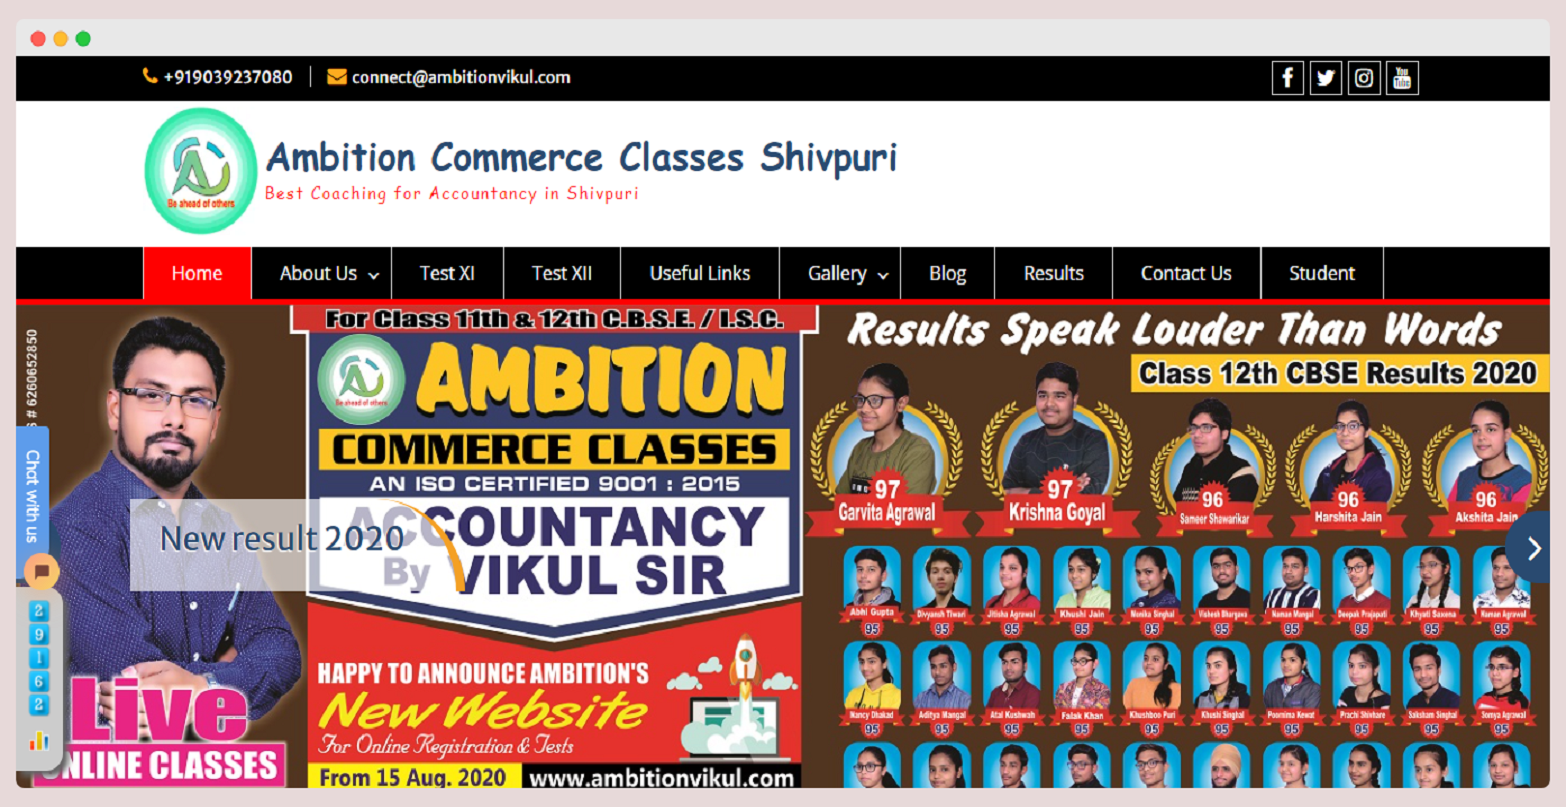 +919039237080
connect@ambitionvikul.com
You
Tube
Be ahead of others
Ambition Commerce Classes Shivpuri
Best Coaching for Accountancy in Shivpuri
Home
About Us
Test XI
Test XII
Useful Links
Gallery
Blog
Results
Contact Us
Student
# 6260652850
Chat with us
2
9
1
6
2
New result 2020
Live
ONLINE CLASSES
For Class 11th & 12th C.B.S.E. / I.S.C.
Be ahead of others
AMBITION
COMMERCE CLASSES
AN ISO CERTIFIED 9001 : 2015
ACCOUNTANCY
By VIKUL SIR
HAPPY TO ANNOUNCE AMBITION'S
New Website
For Online Registration & Tests
From 15 Aug. 2020 www.ambitionvikul.com
Results Speak Louder Than Words
Class 12th CBSE Results 2020
97 97 96 96 96
Garvita Agrawal Krishna Goyal Sameer Shawarikar Harshita Jain Akshita Jain
Abhi Gupta Divyansh Tiwari Jitisha Agrawal Khushi Jain Monika Singhal Vishesh Bhargava Naman Mangal Deepak Prajapati Khyati Saxena Naman Agrawal
95 95 95 95 95 95 95 95 95 95
Nancy Dhakad Aditya Mangal Atal Kushwah Falak Khan Khushboo Puri Khushi Singhal Poornima Rawat Prachi Shivhare Saksham Singhal Somya Agrawal
95 95 95 95 95 95 95 95 95 95